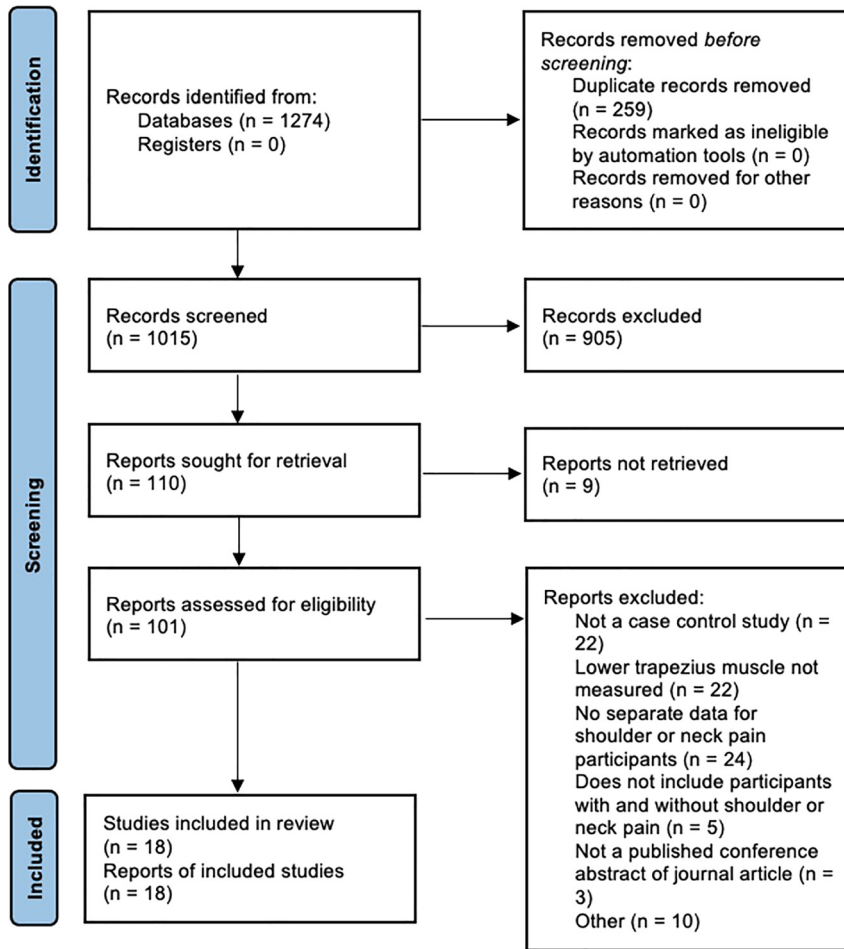 Identification
Records identified from:
Databases (n = 1274)
Registers (n = 0)
Records removed before
screening:
Duplicate records removed
(n = 259)
Records marked as ineligible
by automation tools (n = 0)
Records removed for other
reasons (n = 0)
Screening
Records screened
(n = 1015)
Records excluded
(n = 905)
Reports sought for retrieval
(n = 110)
Reports not retrieved
(n = 9)
Reports assessed for eligibility
(n = 101)
Reports excluded:
Not a case control study (n =
22)
Lower trapezius muscle not
measured (n = 22)
No separate data for
shoulder or neck pain
participants (n = 24)
Does not include participants
with and without shoulder or
neck pain (n = 5)
Not a published conference
abstract of journal article (n =
3)
Other (n = 10)
Included
Studies included in review
(n = 18)
Reports of included studies
(n = 18)